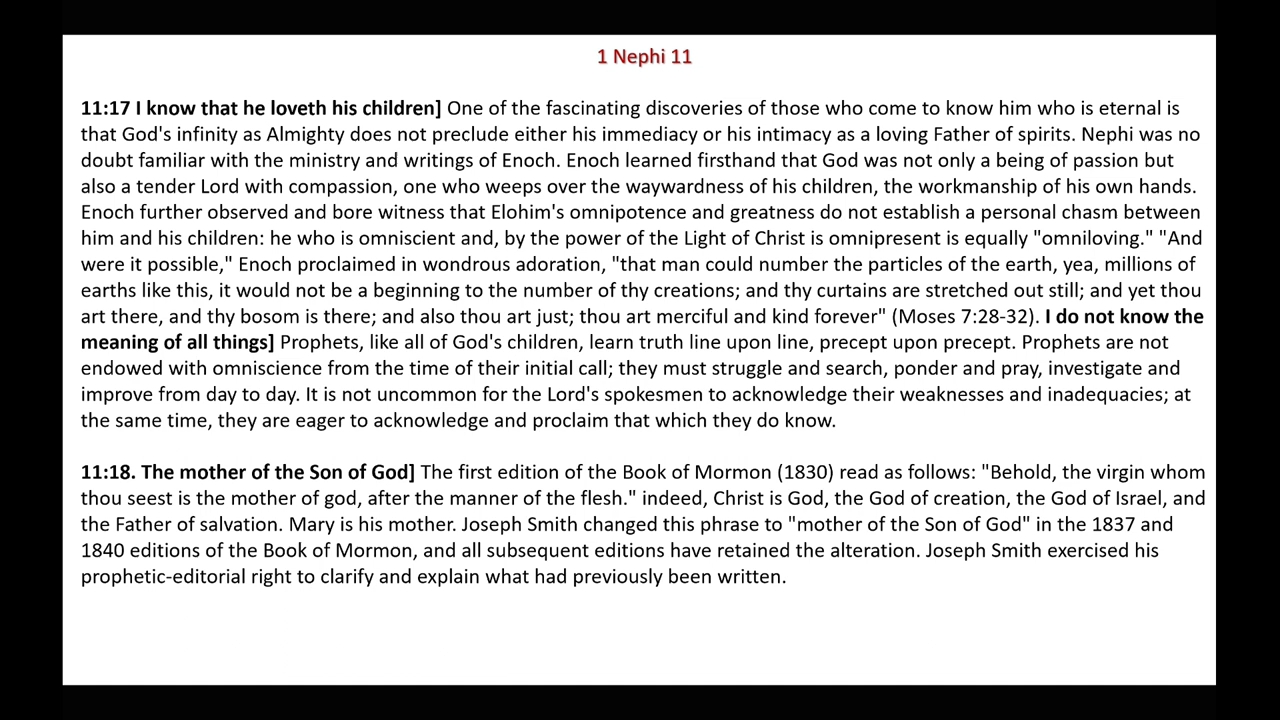 1 Nephi 11
11:17 I know that he loveth his children] One of the fascinating discoveries of those who come to know him who is eternal is
that God's infinity as Almighty does not preclude either his immediacy or his intimacy as a loving Father of spirits. Nephi was no
doubt familiar with the ministry and writings of Enoch. Enoch learned firsthand that God was not only a being of passion but
also a tender Lord with compassion, one who weeps over the waywardness of his children, the workmanship of his own hands.
Enoch further observed and bore witness that Elohim's omnipotence and greatness do not establish a personal chasm between
him and his children: he who is omniscient and, by the power of the Light of Christ is omnipresent is equally "omniloving." "And
were it possible," Enoch proclaimed in wondrous adoration, "that man could number the particles of the earth, yea, millions of
earths like this, it would not be a beginning to the number of thy creations; and thy curtains are stretched out still; and yet thou
art there, and thy bosom is there; and also thou art just; thou art merciful and kind forever" (Moses 7:28-32). I do not know the
meaning of all things] Prophets, like all of God's children, learn truth line upon line, precept upon precept. Prophets are not
endowed with omniscience from the time of their initial call; they must struggle and search, ponder and pray, investigate and
improve from day to day. It is not uncommon for the Lord's spokesmen to acknowledge their weaknesses and inadequacies; at
the same time, they are eager to acknowledge and proclaim that which they do know.
11:18. The mother of the Son of God] The first edition of the Book of Mormon (1830) read as follows: "Behold, the virgin whom
thou seest is the mother of god, after the manner of the flesh." indeed, Christ is God, the God of creation, the God of Israel, and
the Father of salvation. Mary is his mother. Joseph Smith changed this phrase to "mother of the Son of God" in the 1837 and
1840 editions of the Book of Mormon, and all subsequent editions have retained the alteration. Joseph Smith exercised his
prophetic-editorial right to clarify and explain what had previously been written.